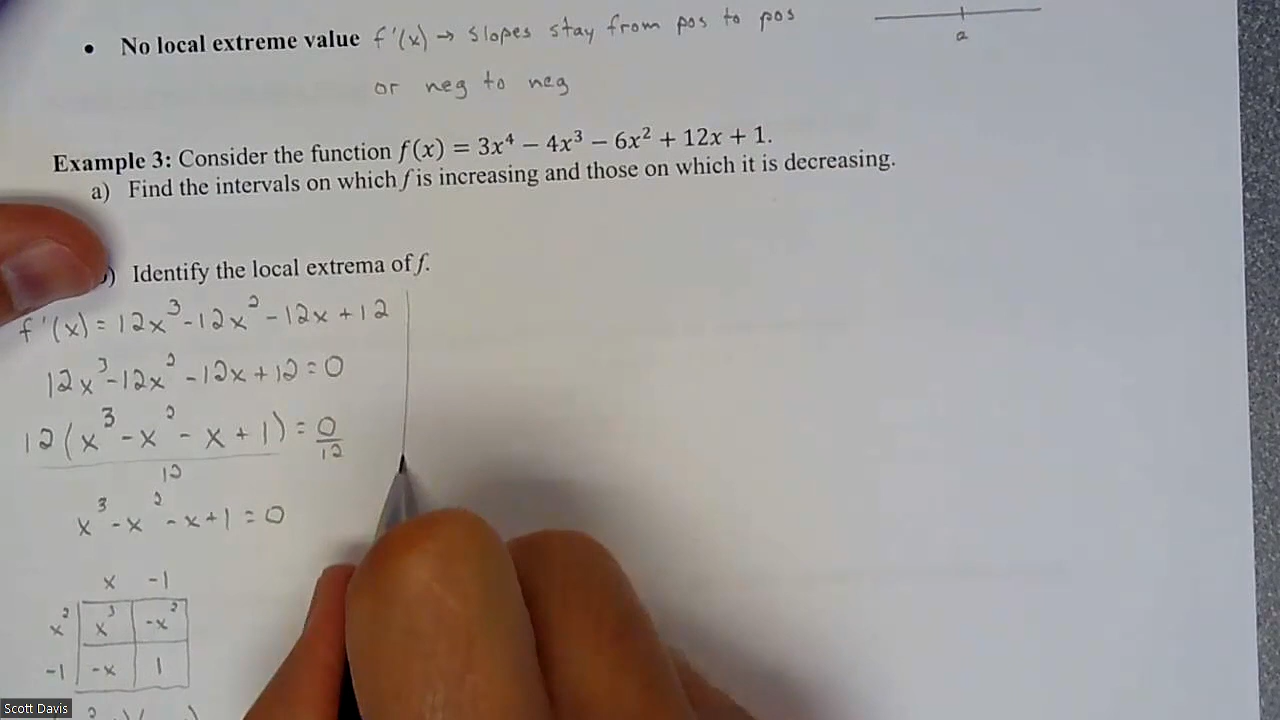 • No local extreme value f'(x) → slopes stay from pos to pos
a
or neg to neg
Example 3: Consider the function f(x) = 3x⁴ − 4x³ − 6x² + 12x + 1.
a) Find the intervals on which f is increasing and those on which it is decreasing.
) Identify the local extrema of f.
f'(x) = 12x³ - 12x² - 12x + 12
12x³ - 12x² - 12x + 12 = 0
12(x³ - x² - x + 1) = 0
12 12
x³ - x² - x + 1 = 0
x -1
x² x³ -x²
-1 -x 1
Scott Davis